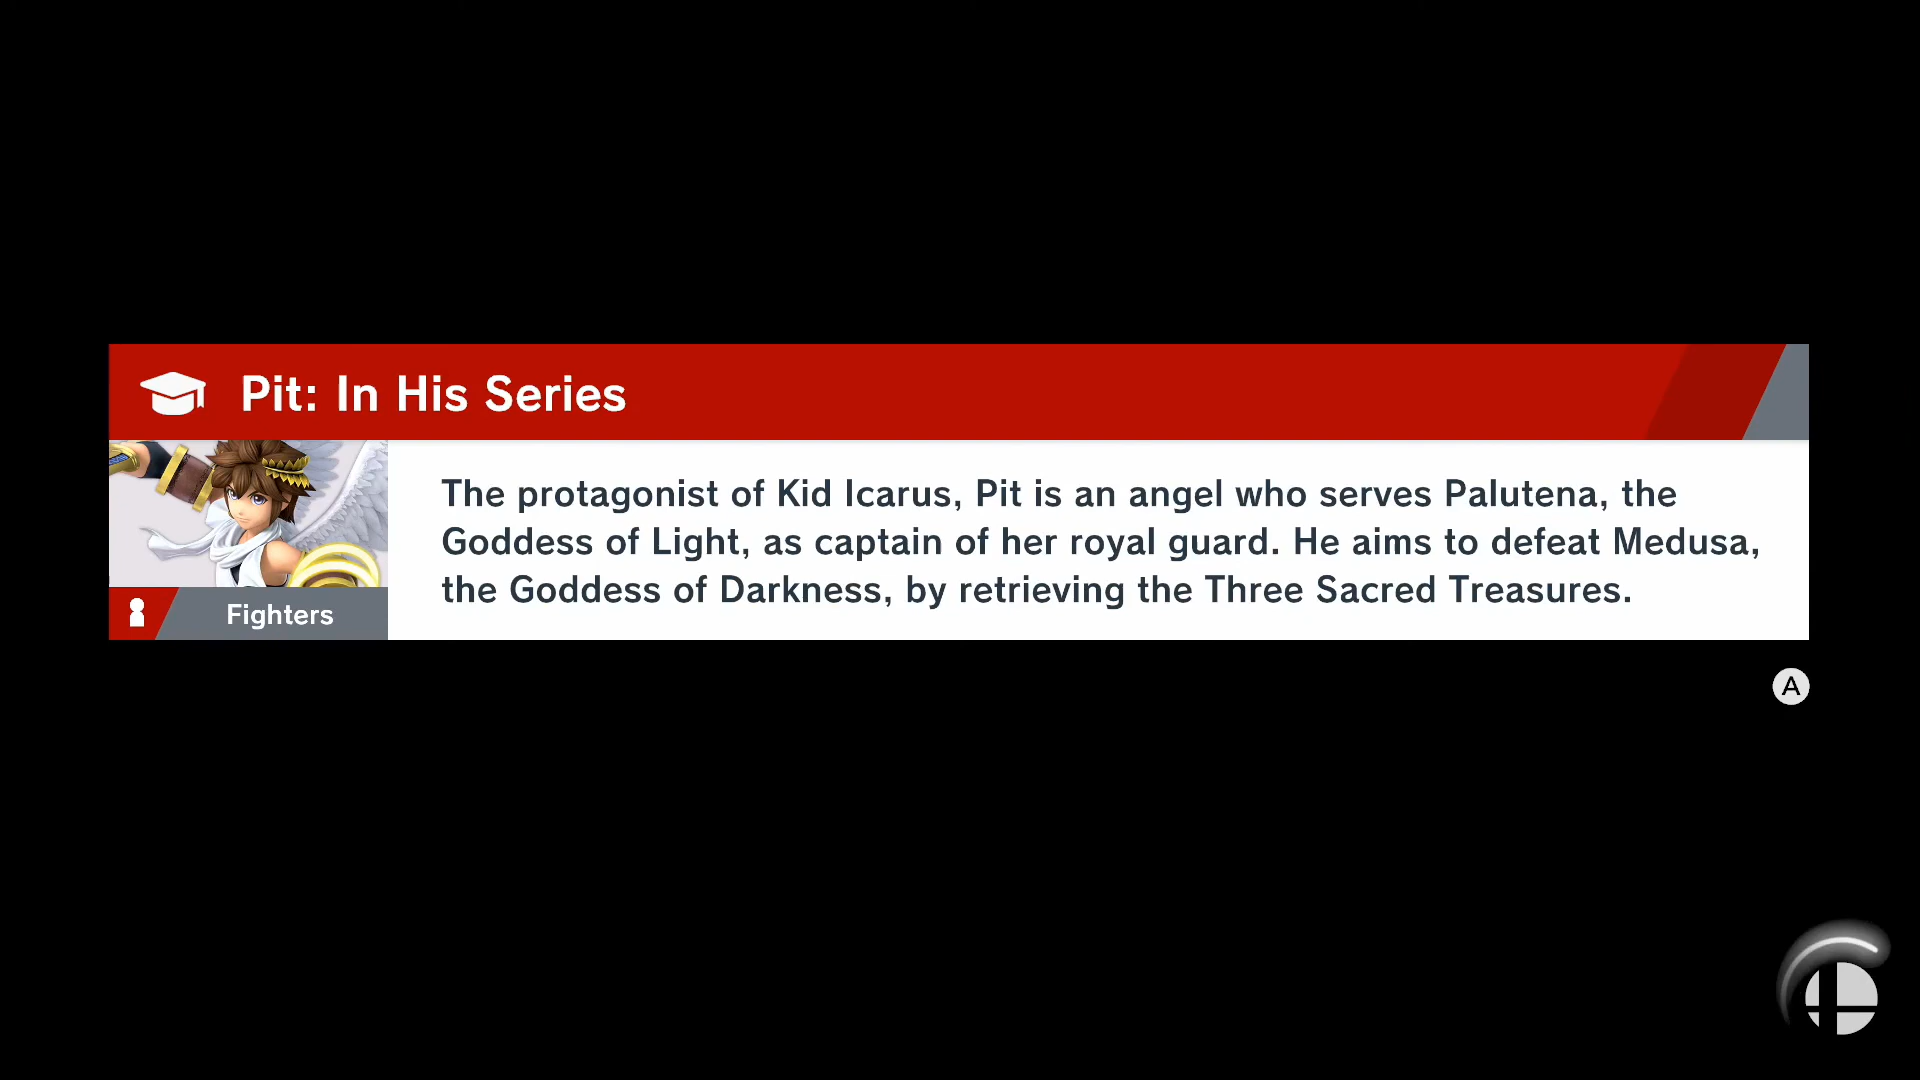 Pit: In His Series
The protagonist of Kid Icarus, Pit is an angel who serves Palutena, the
Goddess of Light, as captain of her royal guard. He aims to defeat Medusa,
the Goddess of Darkness, by retrieving the Three Sacred Treasures.
Fighters
A